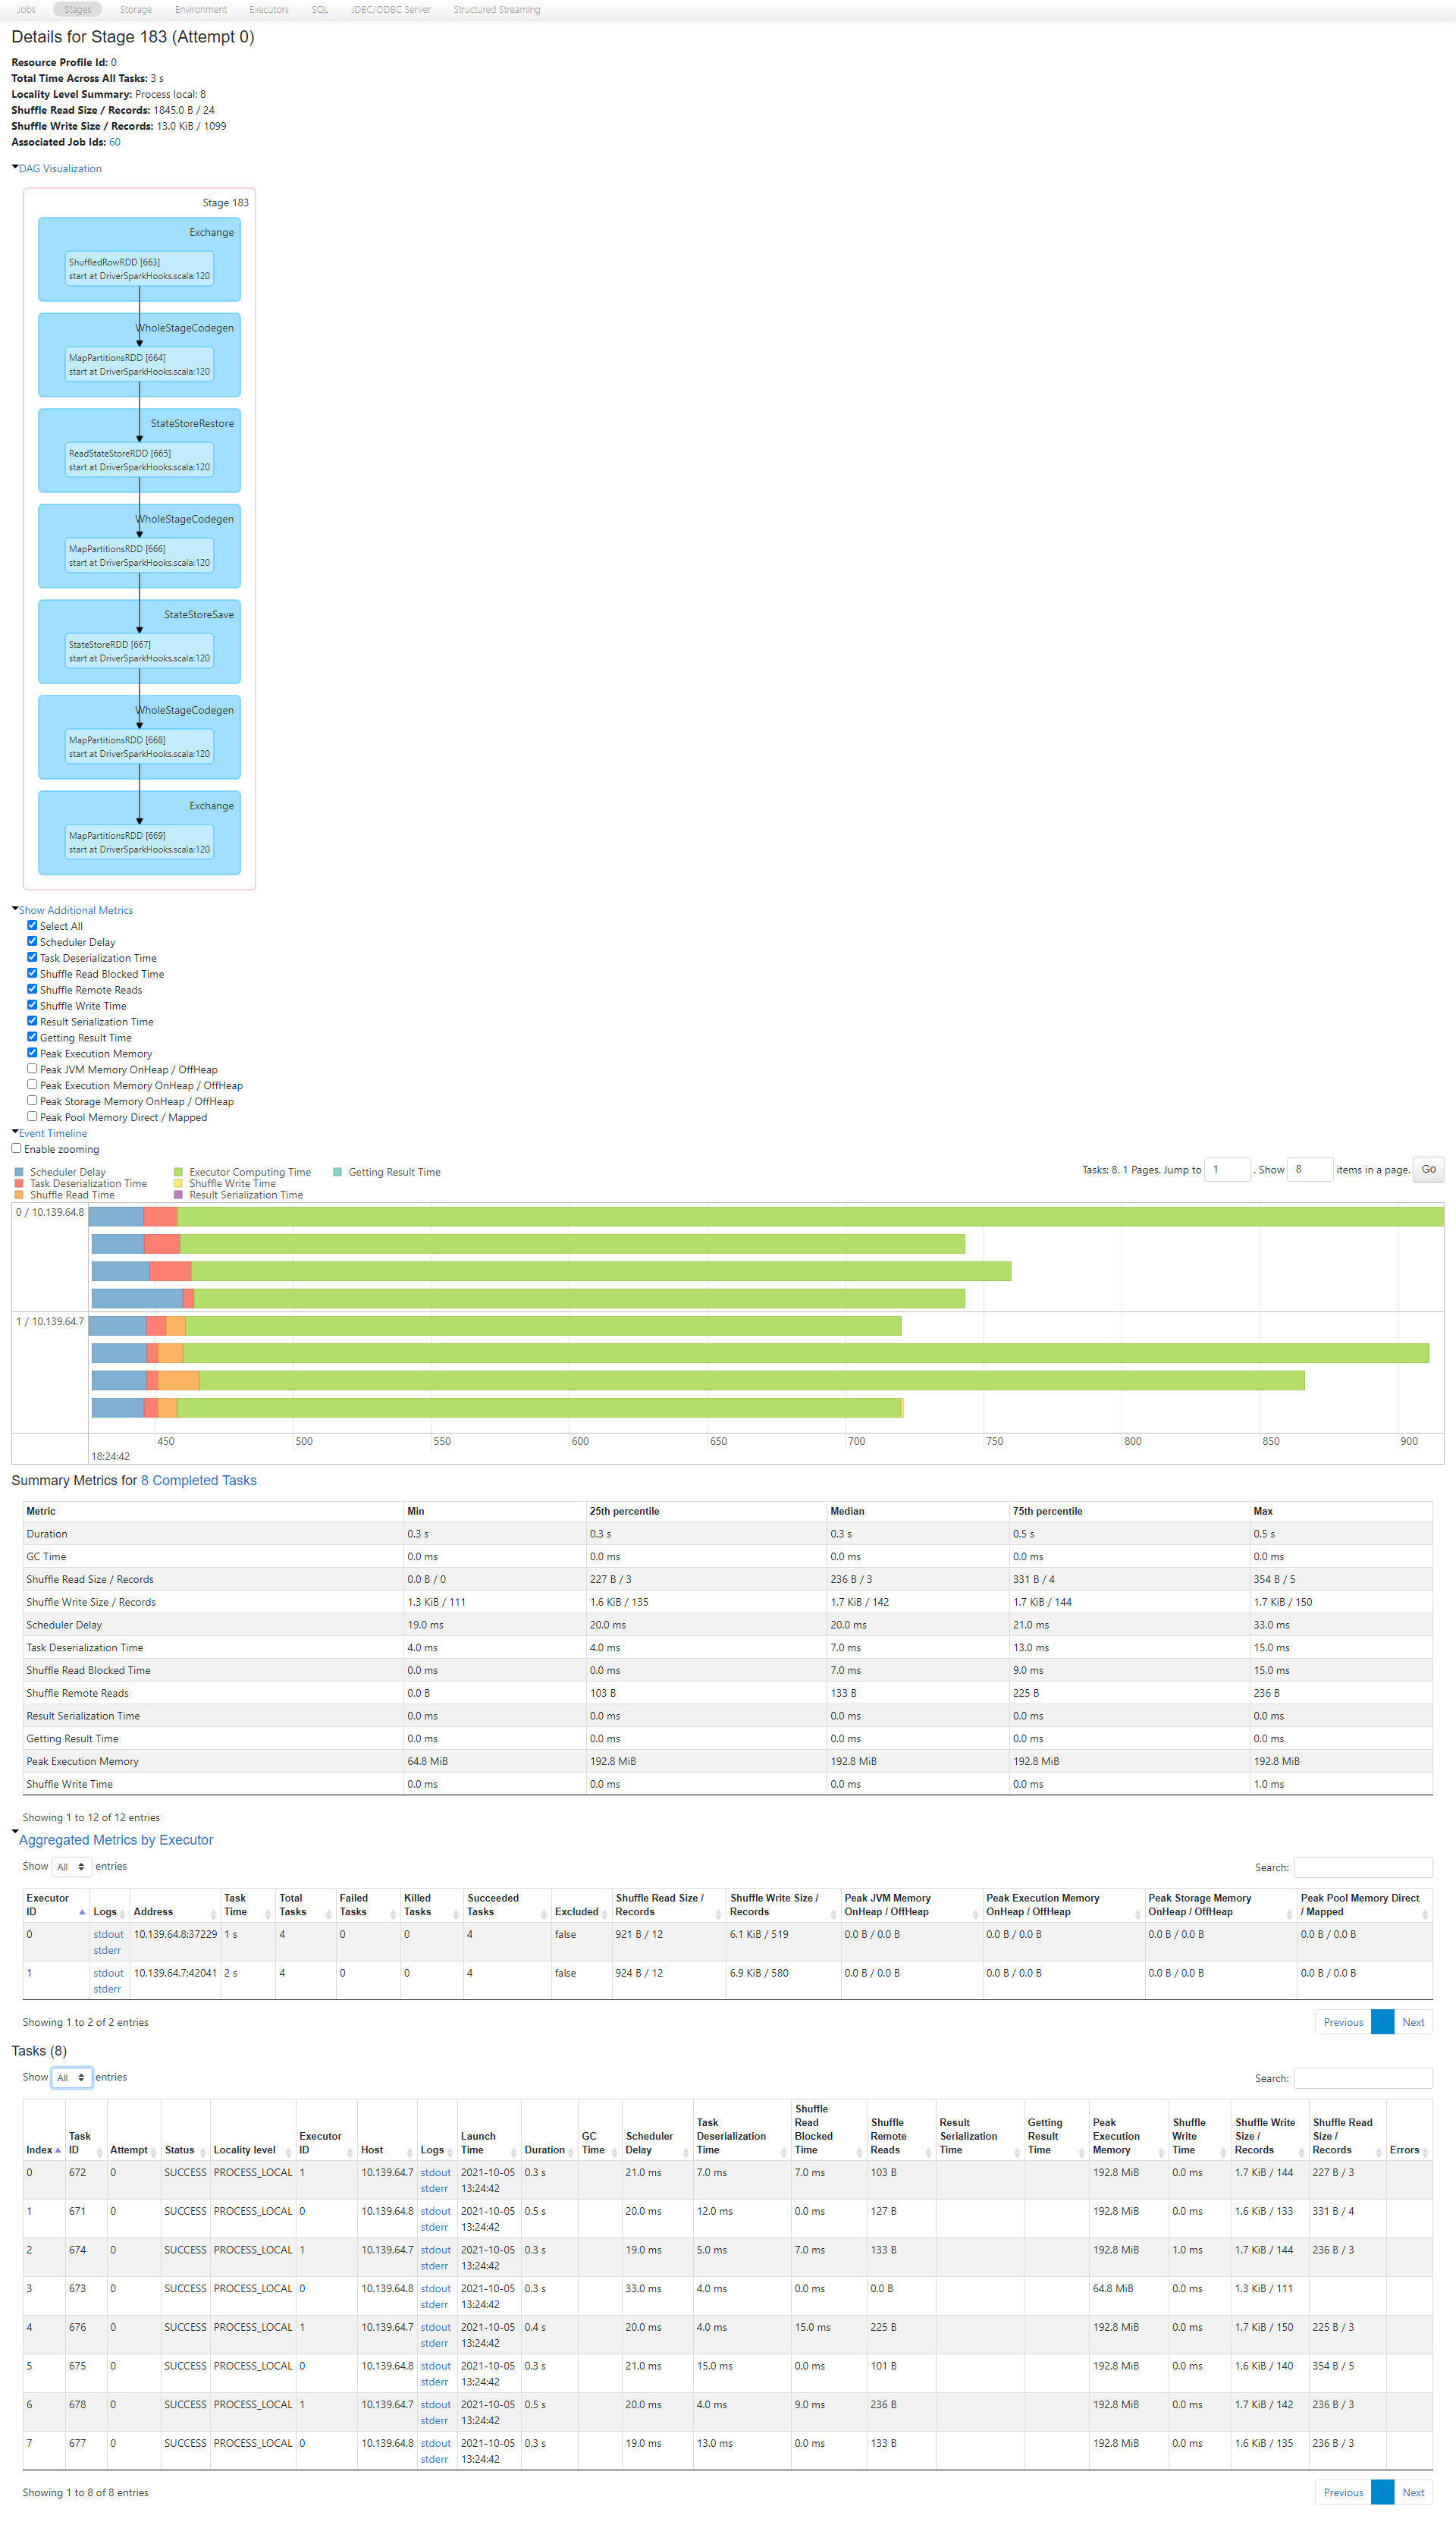 Jobs Stages Storage Environment Executors SQL JDBC/ODBC Server Structured Streaming
Details for Stage 183 (Attempt 0)
Resource Profile Id: 0
Total Time Across All Tasks: 3 s
Locality Level Summary: Process local: 8
Shuffle Read Size / Records: 1845.0 B / 24
Shuffle Write Size / Records: 13.0 KiB / 1099
Associated Job Ids: 60
DAG Visualization
Stage 183
Exchange
ShuffledRowRDD [663]
start at DriverSparkHooks.scala:120
WholeStageCodegen
MapPartitionsRDD [664]
start at DriverSparkHooks.scala:120
StateStoreRestore
ReadStateStoreRDD [665]
start at DriverSparkHooks.scala:120
WholeStageCodegen
MapPartitionsRDD [666]
start at DriverSparkHooks.scala:120
StateStoreSave
StateStoreRDD [667]
start at DriverSparkHooks.scala:120
WholeStageCodegen
MapPartitionsRDD [668]
start at DriverSparkHooks.scala:120
Exchange
MapPartitionsRDD [669]
start at DriverSparkHooks.scala:120
Show Additional Metrics
Select All
Scheduler Delay
Task Deserialization Time
Shuffle Read Blocked Time
Shuffle Remote Reads
Shuffle Write Time
Result Serialization Time
Getting Result Time
Peak Execution Memory
Peak JVM Memory OnHeap / OffHeap
Peak Execution Memory OnHeap / OffHeap
Peak Storage Memory OnHeap / OffHeap
Peak Pool Memory Direct / Mapped
Event Timeline
Enable zooming
Tasks: 8. 1 Pages. Jump to 1 . Show 8 items in a page. Go
Scheduler Delay Executor Computing Time Getting Result Time
Task Deserialization Time Shuffle Write Time
Shuffle Read Time Result Serialization Time
0 / 10.139.64.8
1 / 10.139.64.7
450 500 550 600 650 700 750 800 850 900
18:24:42
Summary Metrics for 8 Completed Tasks
Metric Min 25th percentile Median 75th percentile Max
Duration 0.3 s 0.3 s 0.3 s 0.5 s 0.5 s
GC Time 0.0 ms 0.0 ms 0.0 ms 0.0 ms 0.0 ms
Shuffle Read Size / Records 0.0 B / 0 227 B / 3 236 B / 3 331 B / 4 354 B / 5
Shuffle Write Size / Records 1.3 KiB / 111 1.6 KiB / 135 1.7 KiB / 142 1.7 KiB / 144 1.7 KiB / 150
Scheduler Delay 19.0 ms 20.0 ms 20.0 ms 21.0 ms 33.0 ms
Task Deserialization Time 4.0 ms 4.0 ms 7.0 ms 13.0 ms 15.0 ms
Shuffle Read Blocked Time 0.0 ms 0.0 ms 7.0 ms 9.0 ms 15.0 ms
Shuffle Remote Reads 0.0 B 103 B 133 B 225 B 236 B
Result Serialization Time 0.0 ms 0.0 ms 0.0 ms 0.0 ms 0.0 ms
Getting Result Time 0.0 ms 0.0 ms 0.0 ms 0.0 ms 0.0 ms
Peak Execution Memory 64.8 MiB 192.8 MiB 192.8 MiB 192.8 MiB 192.8 MiB
Shuffle Write Time 0.0 ms 0.0 ms 0.0 ms 0.0 ms 1.0 ms
Showing 1 to 12 of 12 entries
Aggregated Metrics by Executor
Show All entries Search:
Executor ID Logs Address Task Time Total Tasks Failed Tasks Killed Tasks Succeeded Tasks Excluded Shuffle Read Size / Records Shuffle Write Size / Records Peak JVM Memory OnHeap / OffHeap Peak Execution Memory OnHeap / OffHeap Peak Storage Memory OnHeap / OffHeap Peak Pool Memory Direct / Mapped
0 stdout 10.139.64.8:37229 1 s 4 0 0 4 false 921 B / 12 6.1 KiB / 519 0.0 B / 0.0 B 0.0 B / 0.0 B 0.0 B / 0.0 B 0.0 B / 0.0 B
stderr
1 stdout 10.139.64.7:42041 2 s 4 0 0 4 false 924 B / 12 6.9 KiB / 580 0.0 B / 0.0 B 0.0 B / 0.0 B 0.0 B / 0.0 B 0.0 B / 0.0 B
stderr
Showing 1 to 2 of 2 entries Previous Next
Tasks (8)
Show All entries Search:
Index Task ID Attempt Status Locality level Executor ID Host Logs Launch Time Duration GC Time Scheduler Delay Task Deserialization Time Shuffle Read Blocked Time Shuffle Remote Reads Result Serialization Time Getting Result Time Peak Execution Memory Shuffle Write Time Shuffle Write Size / Records Shuffle Read Size / Records Errors
0 672 0 SUCCESS PROCESS_LOCAL 1 10.139.64.7 stdout 2021-10-05 0.3 s 21.0 ms 7.0 ms 7.0 ms 103 B 192.8 MiB 0.0 ms 1.7 KiB / 144 227 B / 3
stderr 13:24:42
1 671 0 SUCCESS PROCESS_LOCAL 0 10.139.64.8 stdout 2021-10-05 0.5 s 20.0 ms 12.0 ms 0.0 ms 127 B 192.8 MiB 0.0 ms 1.6 KiB / 133 331 B / 4
stderr 13:24:42
2 674 0 SUCCESS PROCESS_LOCAL 1 10.139.64.7 stdout 2021-10-05 0.3 s 19.0 ms 5.0 ms 7.0 ms 133 B 192.8 MiB 1.0 ms 1.7 KiB / 144 236 B / 3
stderr 13:24:42
3 673 0 SUCCESS PROCESS_LOCAL 0 10.139.64.8 stdout 2021-10-05 0.3 s 33.0 ms 4.0 ms 0.0 ms 0.0 B 64.8 MiB 0.0 ms 1.3 KiB / 111
stderr 13:24:42
4 676 0 SUCCESS PROCESS_LOCAL 1 10.139.64.7 stdout 2021-10-05 0.4 s 20.0 ms 4.0 ms 15.0 ms 225 B 192.8 MiB 0.0 ms 1.7 KiB / 150 225 B / 3
stderr 13:24:42
5 675 0 SUCCESS PROCESS_LOCAL 0 10.139.64.8 stdout 2021-10-05 0.3 s 21.0 ms 15.0 ms 0.0 ms 101 B 192.8 MiB 0.0 ms 1.6 KiB / 140 354 B / 5
stderr 13:24:42
6 678 0 SUCCESS PROCESS_LOCAL 1 10.139.64.7 stdout 2021-10-05 0.5 s 20.0 ms 4.0 ms 9.0 ms 236 B 192.8 MiB 0.0 ms 1.7 KiB / 142 236 B / 3
stderr 13:24:42
7 677 0 SUCCESS PROCESS_LOCAL 0 10.139.64.8 stdout 2021-10-05 0.3 s 19.0 ms 13.0 ms 0.0 ms 133 B 192.8 MiB 0.0 ms 1.6 KiB / 135 236 B / 3
stderr 13:24:42
Showing 1 to 8 of 8 entries Previous Next